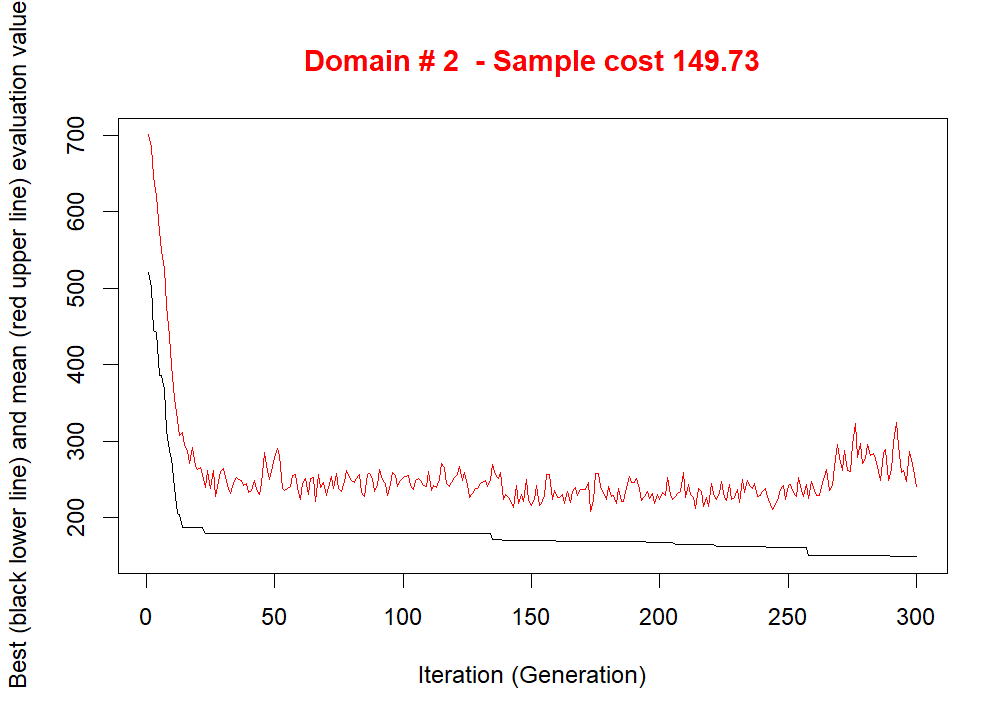 Domain # 2  - Sample cost 149.73
Best (black lower line) and mean (red upper line) evaluation value
700
600
500
400
300
200
0 50 100 150 200 250 300
Iteration (Generation)